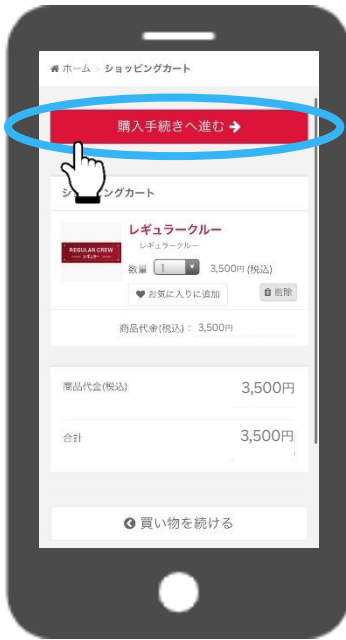 ホーム > ショッピングカート
購入手続きへ進む
ングカート
レギュラークルー
REGULAR CREW
レギュラー
レギュラークルー
数量 1 3,500円 (税込)
お気に入りに追加 削除
商品代金(税込)： 3,500円
商品代金(税込) 3,500円
合計 3,500円
買い物を続ける